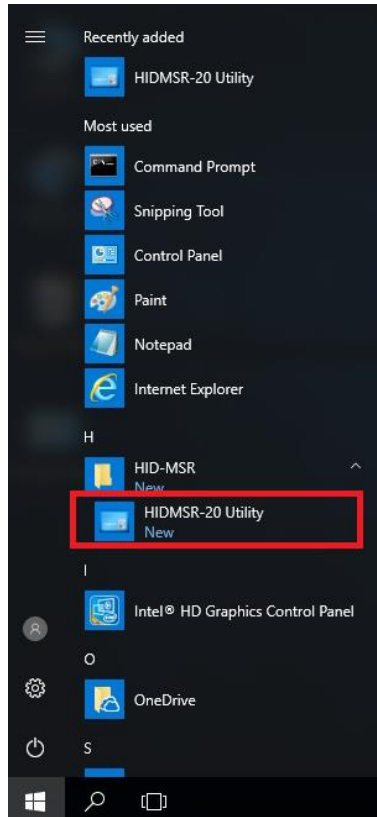 Recently added
HIDMSR-20 Utility
Most used
Command Prompt
Snipping Tool
Control Panel
Paint
Notepad
Internet Explorer
H
HID-MSR
New
HIDMSR-20 Utility
New
I
Intel® HD Graphics Control Panel
O
OneDrive
S